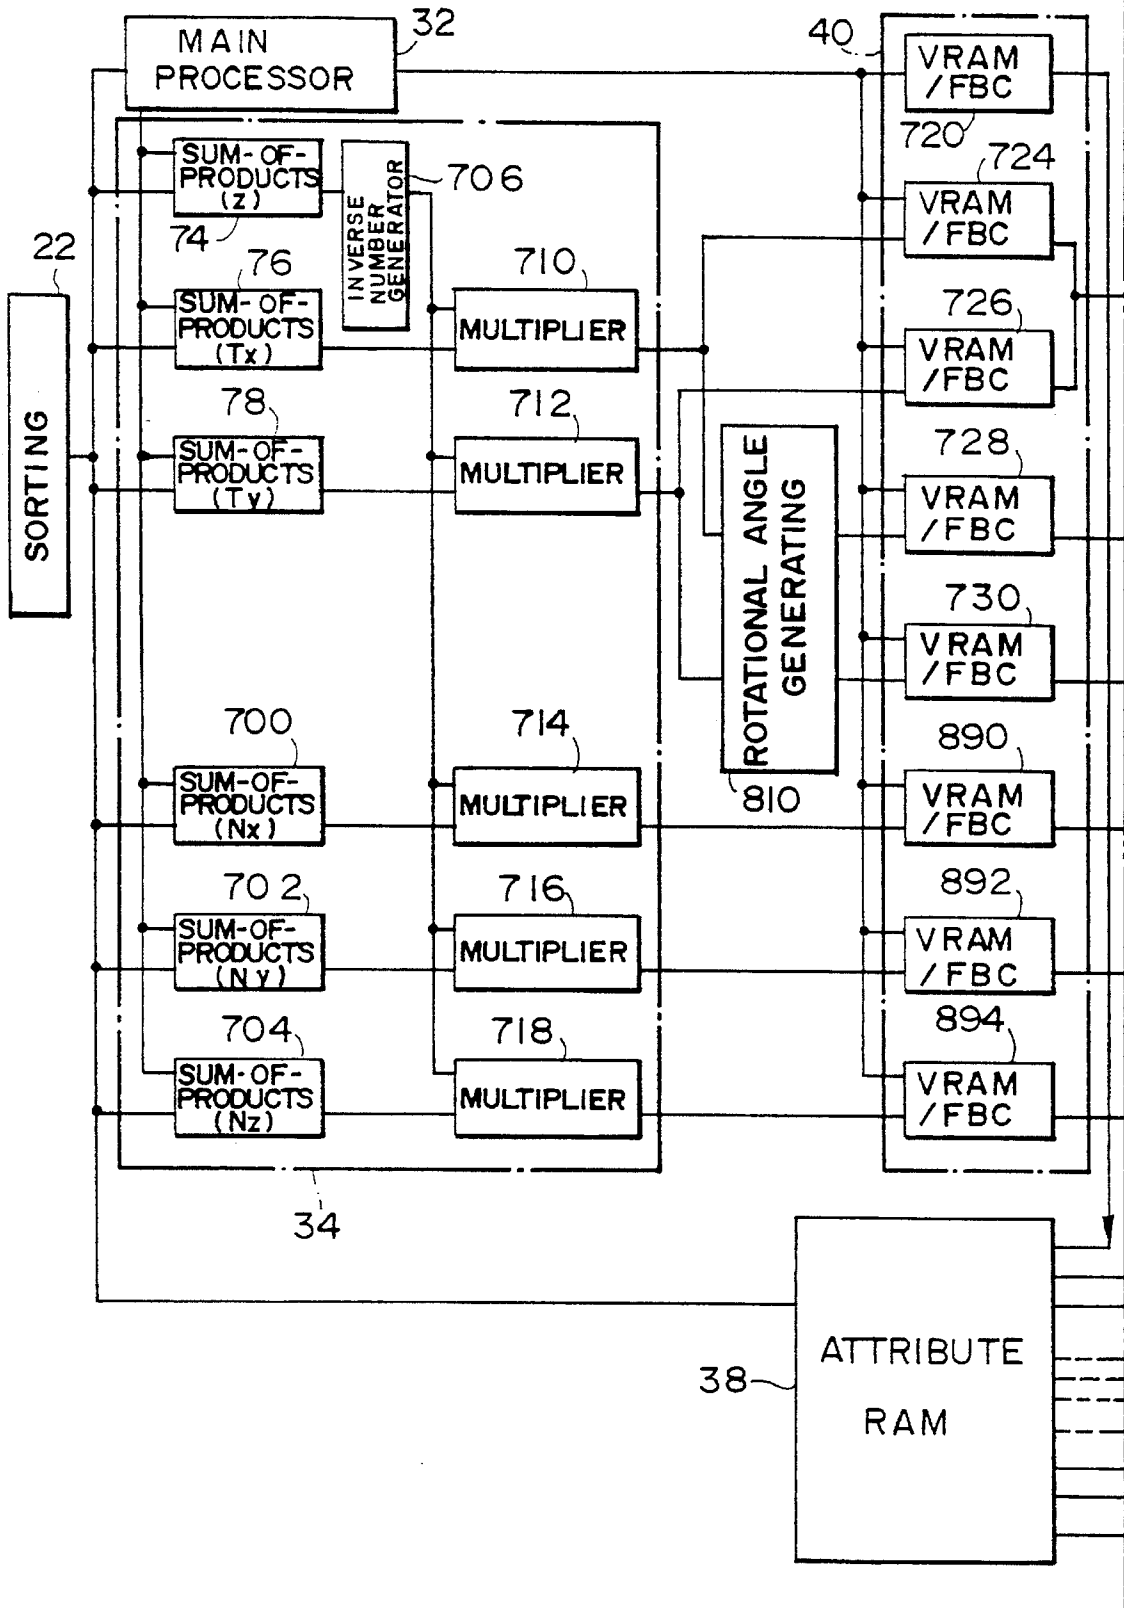 MAIN
PROCESSOR
32
40
VRAM
/FBC
720
SUM-OF-
PRODUCTS
(z)
74
INVERSE
NUMBER
GENERATOR
706
724
VRAM
/FBC
22
SORTING
76
SUM-OF-
PRODUCTS
(Tx)
710
MULTIPLIER
726
VRAM
/FBC
78
SUM-OF-
PRODUCTS
(Ty)
712
MULTIPLIER
ROTATIONAL ANGLE
GENERATING
810
728
VRAM
/FBC
730
VRAM
/FBC
700
SUM-OF-
PRODUCTS
(Nx)
714
MULTIPLIER
890
VRAM
/FBC
702
SUM-OF-
PRODUCTS
(Ny)
716
MULTIPLIER
892
VRAM
/FBC
704
SUM-OF-
PRODUCTS
(Nz)
718
MULTIPLIER
894
VRAM
/FBC
34
38
ATTRIBUTE
RAM